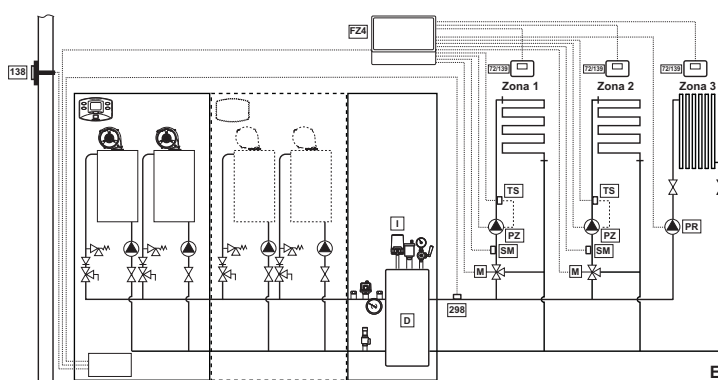 FZ4
138
72/139
72/139
72/139
Zona 1
Zona 2
Zona 3
TS
TS
I
PZ
PZ
PR
SM
SM
M
M
298
D
E